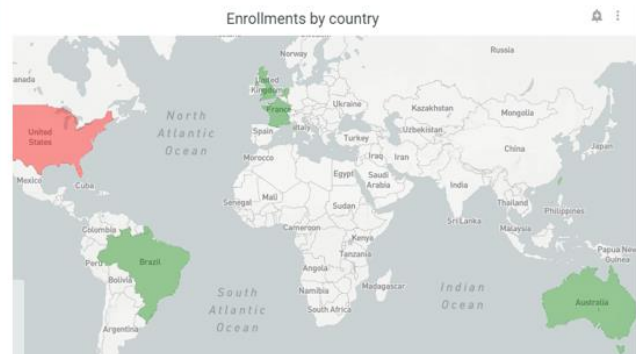 Enrollments by country
Norway
Russia
anada
United
Kingdom
Ukraine
Kazakhstan
Mongolia
France
North
Atlantic
Ocean
United
States
Spain
Italy
Turkey
Uzbekistan
China
Japan
Morocco
Iraq
Iran
Mexico
Cuba
Egypt
Saudi
Arabia
India
Senegal
Mali
Sudan
Thailand
Philippines
Colombia
Cameroon
Sri Lanka
Malaysia
Kenya
Papua New
Guinea
Peru
Brazil
Tanzania
Bolivia
Angola
South
Atlantic
Ocean
Namibia
Madagascar
Indian
Ocean
Australia
South Africa
Argentina